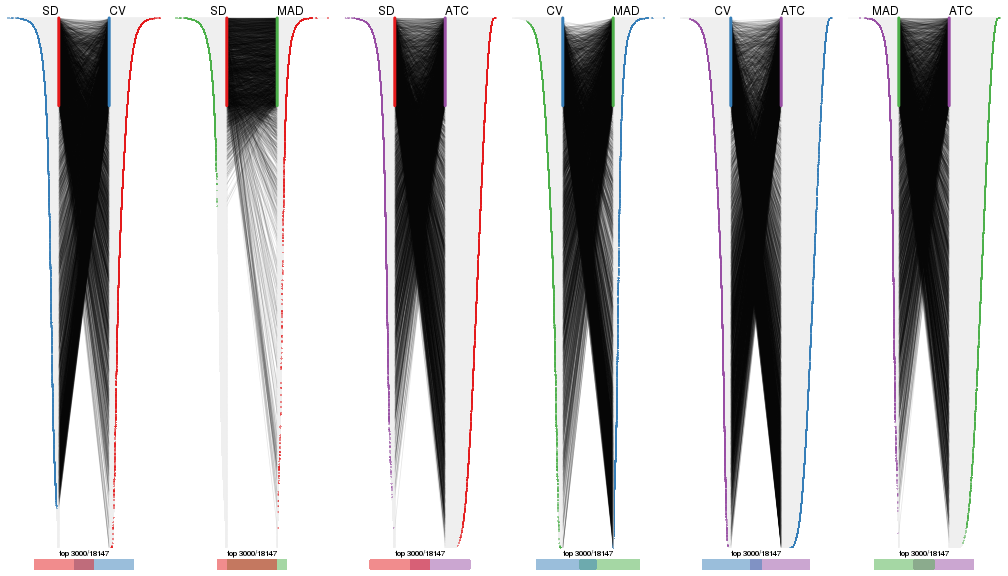 SD CV
SD MAD
SD ATC
CV MAD
CV ATC
MAD ATC
top 3000/18147
top 3000/18147
top 3000/18147
top 3000/18147
top 3000/18147
top 3000/18147